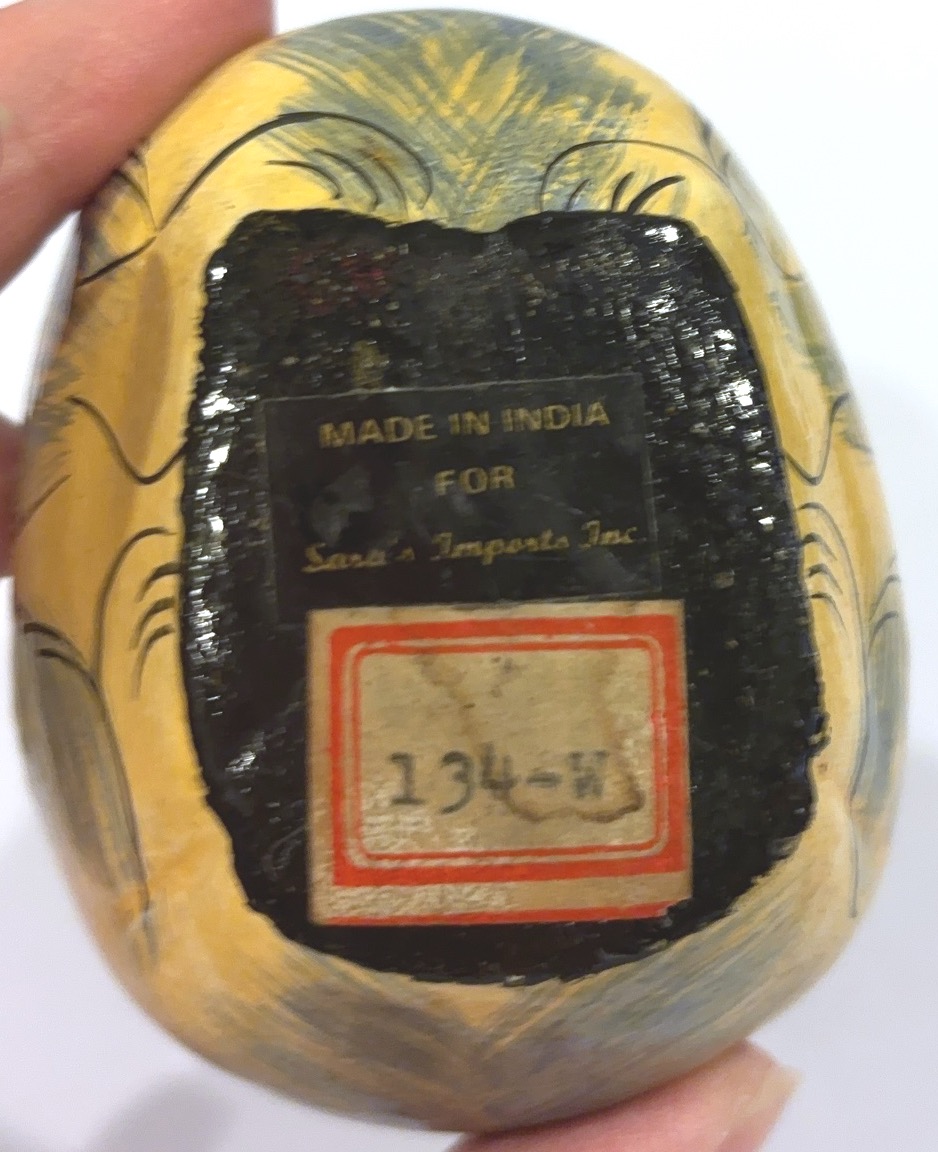 MADE IN INDIA
FOR
Sara's Imports Inc
134-W